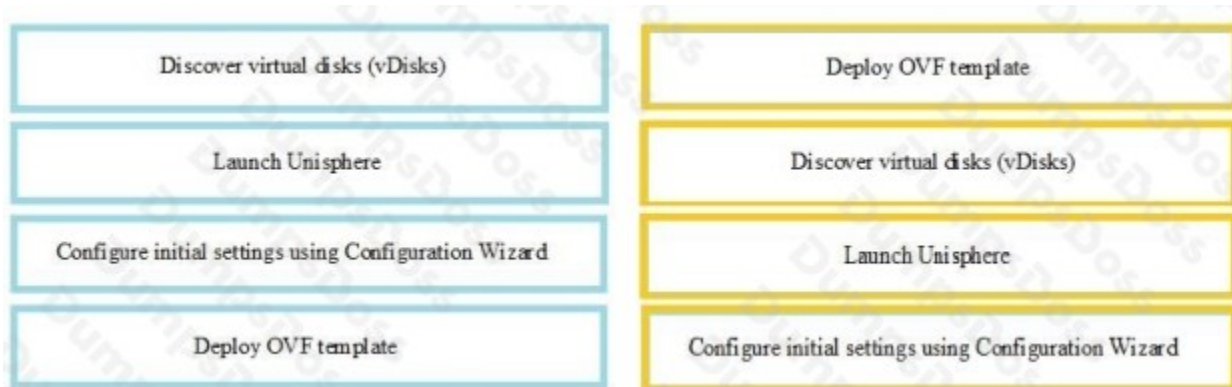 Discover virtual disks (vDisks)
Launch Unisphere
Configure initial settings using Configuration Wizard
Deploy OVF template
Deploy OVF template
Discover virtual disks (vDisks)
Launch Unisphere
Configure initial settings using Configuration Wizard
DumpsDoss